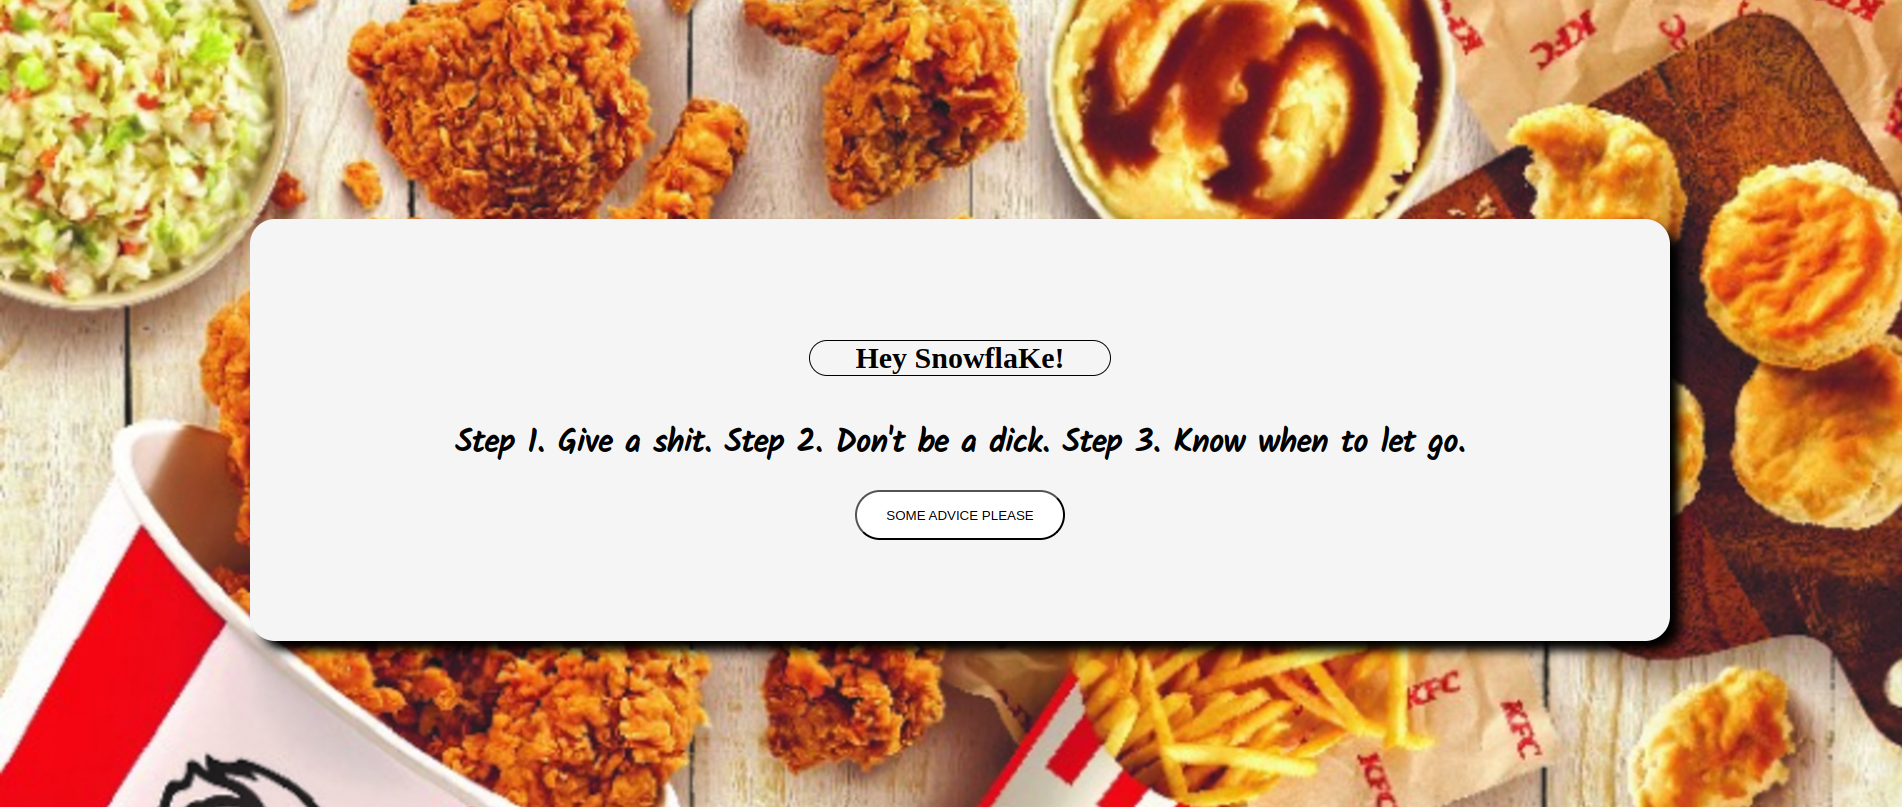 KFC
KFC
Hey SnowflaKe!
Step 1. Give a shit. Step 2. Don't be a dick. Step 3. Know when to let go.
SOME ADVICE PLEASE
KFC
KFC
KFC